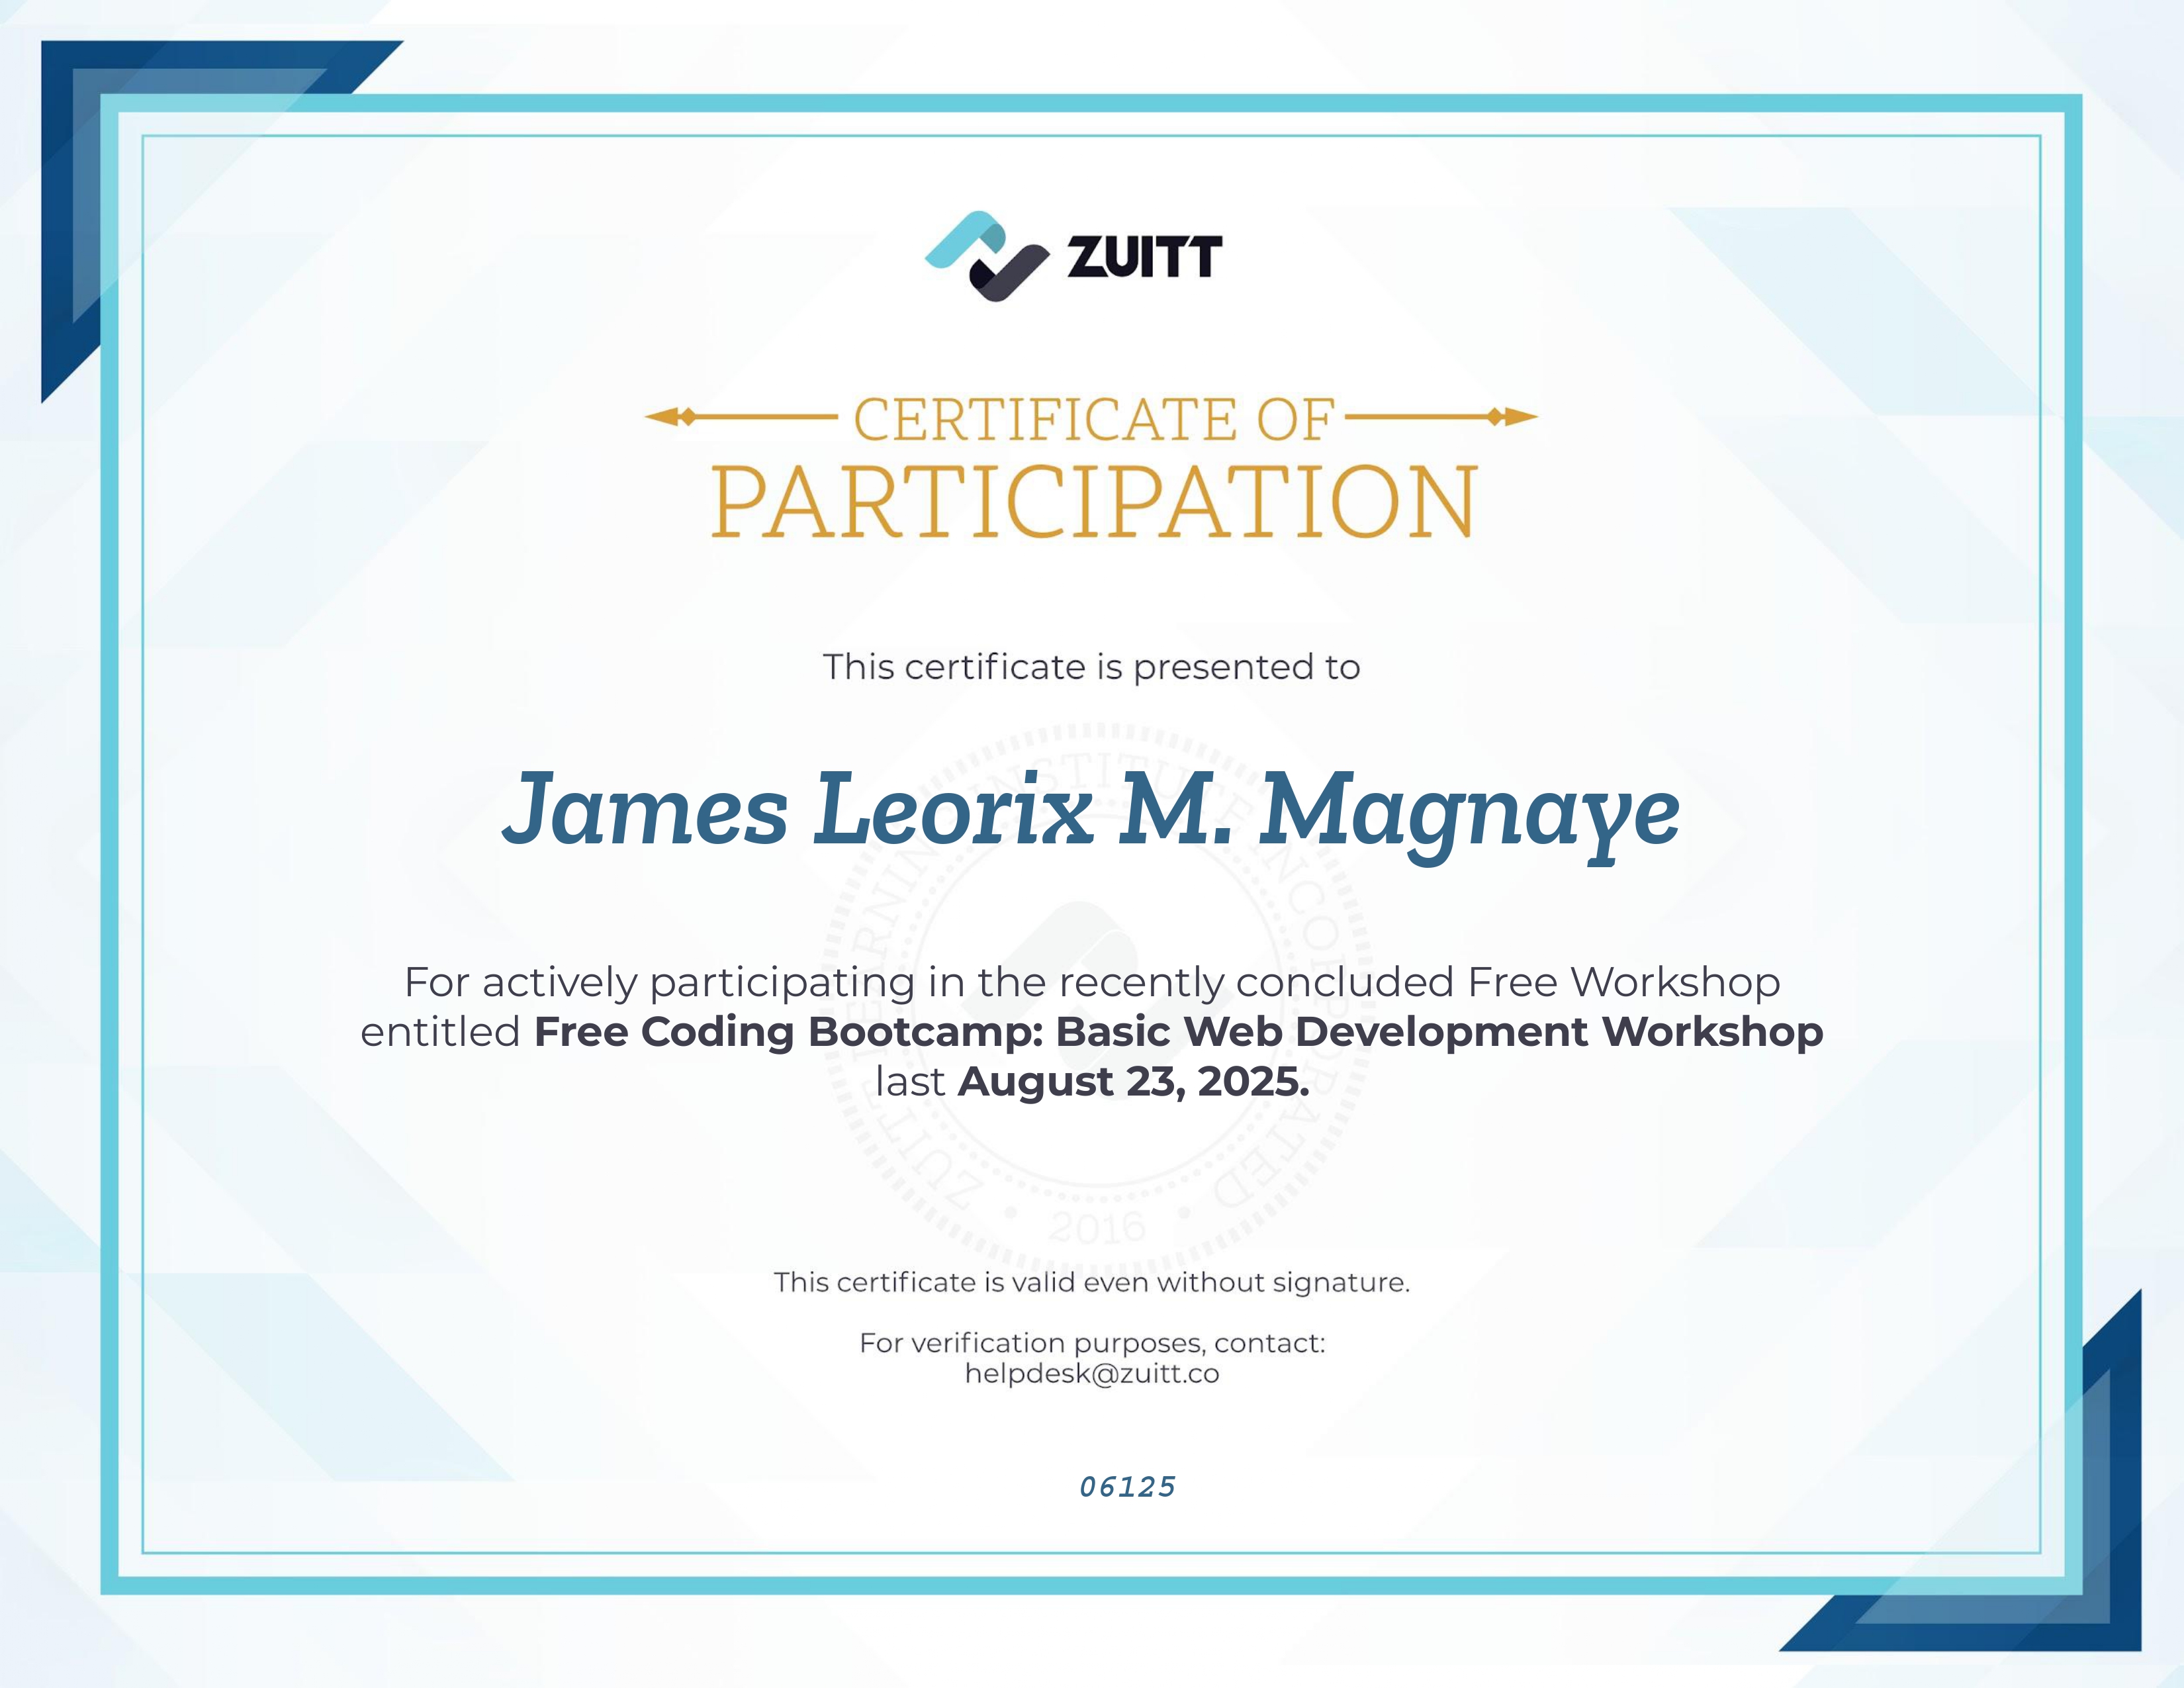 ZUITT
CERTIFICATE OF
PARTICIPATION
This certificate is presented to
James Leorix M. Magnaye
For actively participating in the recently concluded Free Workshop
entitled Free Coding Bootcamp: Basic Web Development Workshop
last August 23, 2025.
ZUITT LEARNING INSTITUTE INCORPORATED
• 2016 •
This certificate is valid even without signature.
For verification purposes, contact:
helpdesk@zuitt.co
06125